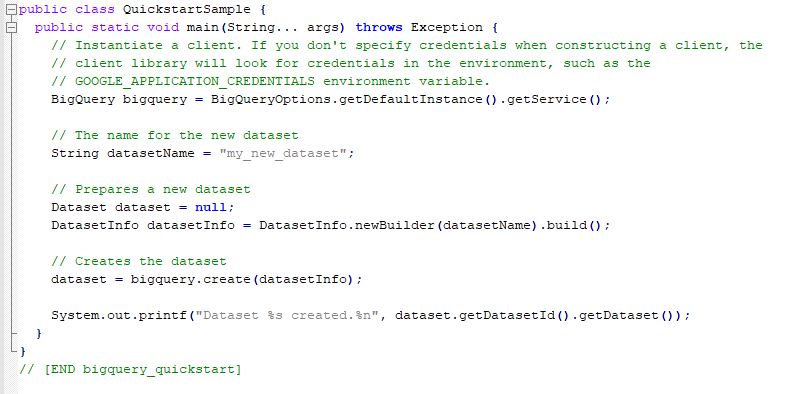 public class QuickstartSample {
  public static void main(String... args) throws Exception {
    // Instantiate a client. If you don't specify credentials when constructing a client, the
    // client library will look for credentials in the environment, such as the
    // GOOGLE_APPLICATION_CREDENTIALS environment variable.
    BigQuery bigquery = BigQueryOptions.getDefaultInstance().getService();

    // The name for the new dataset
    String datasetName = "my_new_dataset";

    // Prepares a new dataset
    Dataset dataset = null;
    DatasetInfo datasetInfo = DatasetInfo.newBuilder(datasetName).build();

    // Creates the dataset
    dataset = bigquery.create(datasetInfo);

    System.out.printf("Dataset %s created.%n", dataset.getDatasetId().getDataset());
  }
}
// [END bigquery_quickstart]